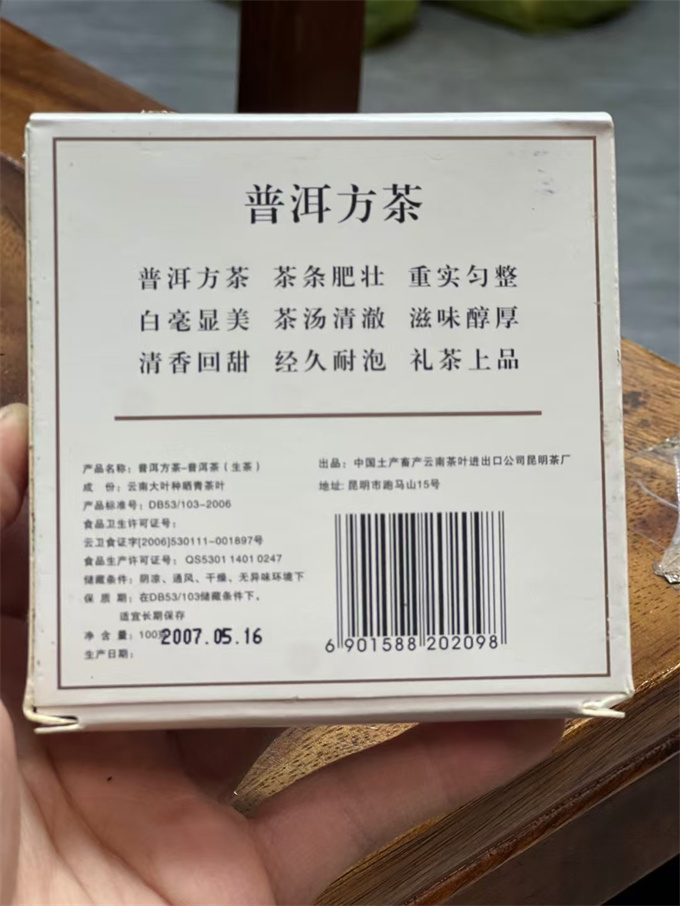 普洱方茶
普洱方茶 茶条肥壮 重实匀整
白毫显美 茶汤清澈 滋味醇厚
清香回甜 经久耐泡 礼茶上品
产品名称：普洱方茶-普洱茶（生茶）
成 份：云南大叶种晒青茶叶
产品标准号：DB53/103-2006
食品卫生许可证号：
云卫食证字[2006]530111-001897号
食品生产许可证号：QS5301 1401 0247
储藏条件：阴凉、通风、干燥、无异味环境下
保 质 期：在DB53/103储藏条件下，
适宜长期保存
净 含 量：100克
2007.05.16
生产日期：
出品：中国土产畜产云南茶叶进出口公司昆明茶厂
地址：昆明市跑马山15号
6 901588 202098